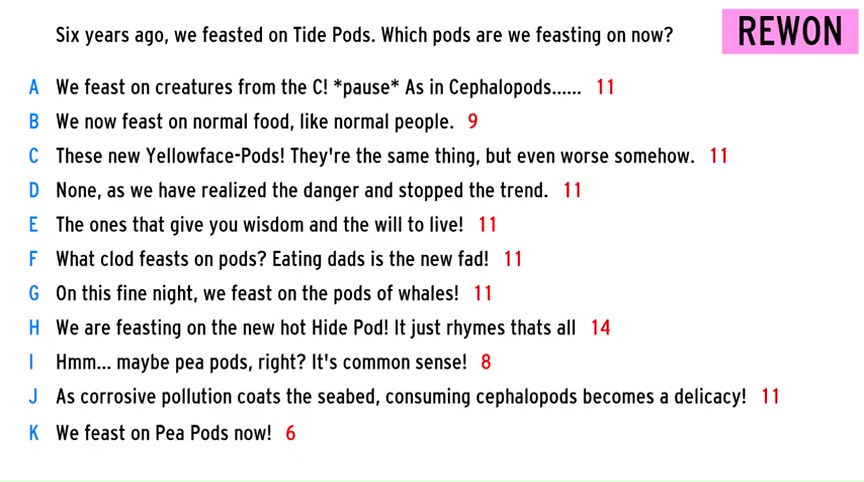 Six years ago, we feasted on Tide Pods. Which pods are we feasting on now?
REWON
A We feast on creatures from the C! *pause* As in Cephalopods...... 11
B We now feast on normal food, like normal people. 9
C These new Yellowface-Pods! They're the same thing, but even worse somehow. 11
D None, as we have realized the danger and stopped the trend. 11
E The ones that give you wisdom and the will to live! 11
F What clod feasts on pods? Eating dads is the new fad! 11
G On this fine night, we feast on the pods of whales! 11
H We are feasting on the new hot Hide Pod! It just rhymes thats all 14
I Hmm... maybe pea pods, right? It's common sense! 8
J As corrosive pollution coats the seabed, consuming cephalopods becomes a delicacy! 11
K We feast on Pea Pods now! 6